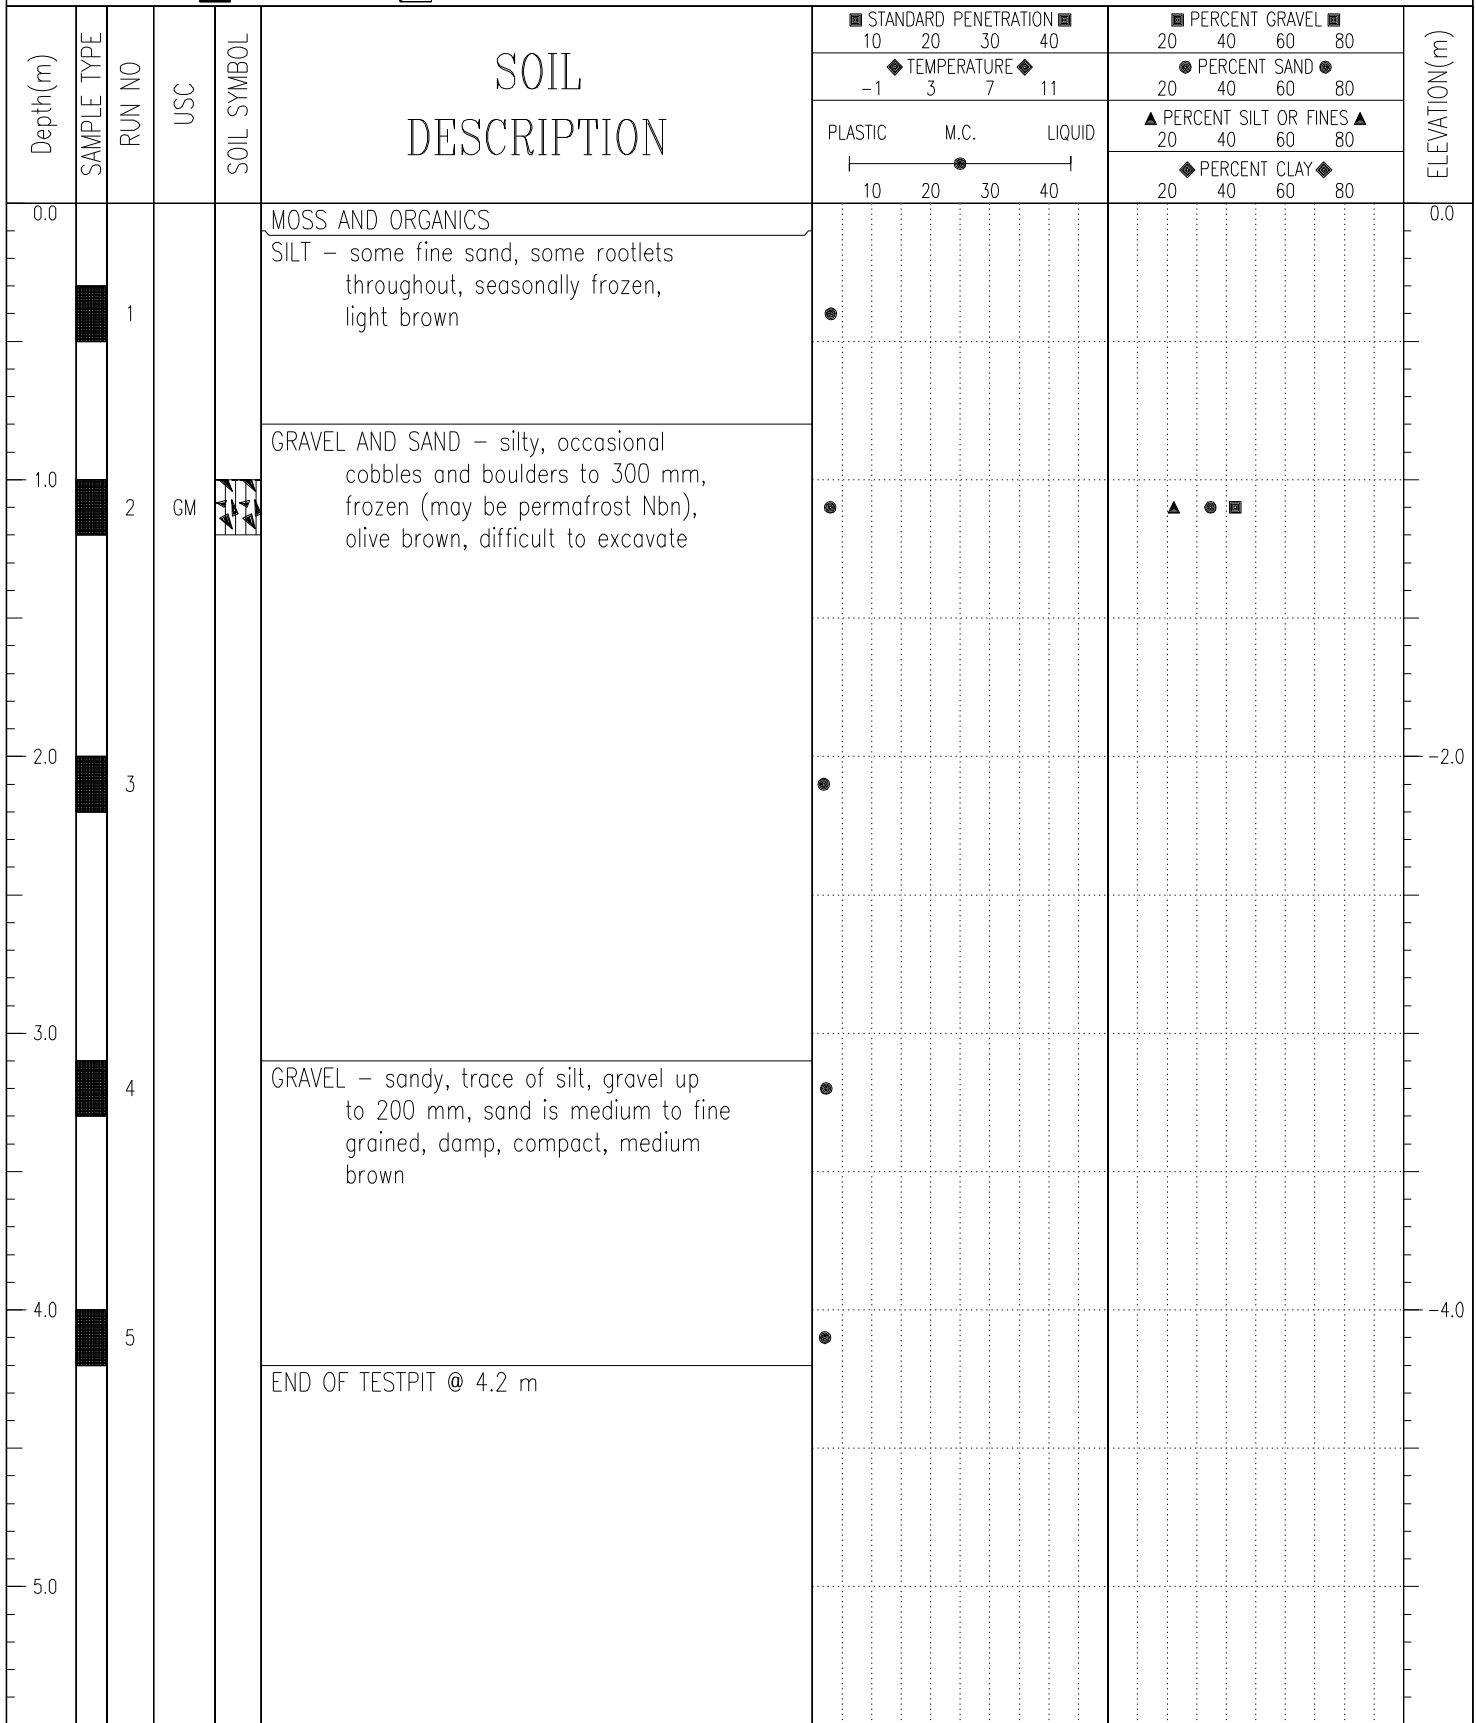 Depth(m)
SAMPLE TYPE
RUN NO
USC
SOIL SYMBOL
SOIL
DESCRIPTION
STANDARD PENETRATION
10 20 30 40
TEMPERATURE
-1 3 7 11
PLASTIC M.C. LIQUID
10 20 30 40
PERCENT GRAVEL
20 40 60 80
PERCENT SAND
20 40 60 80
PERCENT SILT OR FINES
20 40 60 80
PERCENT CLAY
20 40 60 80
ELEVATION(m)
0.0
MOSS AND ORGANICS
0.0
SILT - some fine sand, some rootlets
throughout, seasonally frozen,
1
light brown
GRAVEL AND SAND - silty, occasional
1.0
cobbles and boulders to 300 mm,
2 GM
frozen (may be permafrost Nbn),
olive brown, difficult to excavate
2.0
-2.0
3
3.0
GRAVEL - sandy, trace of silt, gravel up
4
to 200 mm, sand is medium to fine
grained, damp, compact, medium
brown
4.0
-4.0
5
END OF TESTPIT @ 4.2 m
5.0